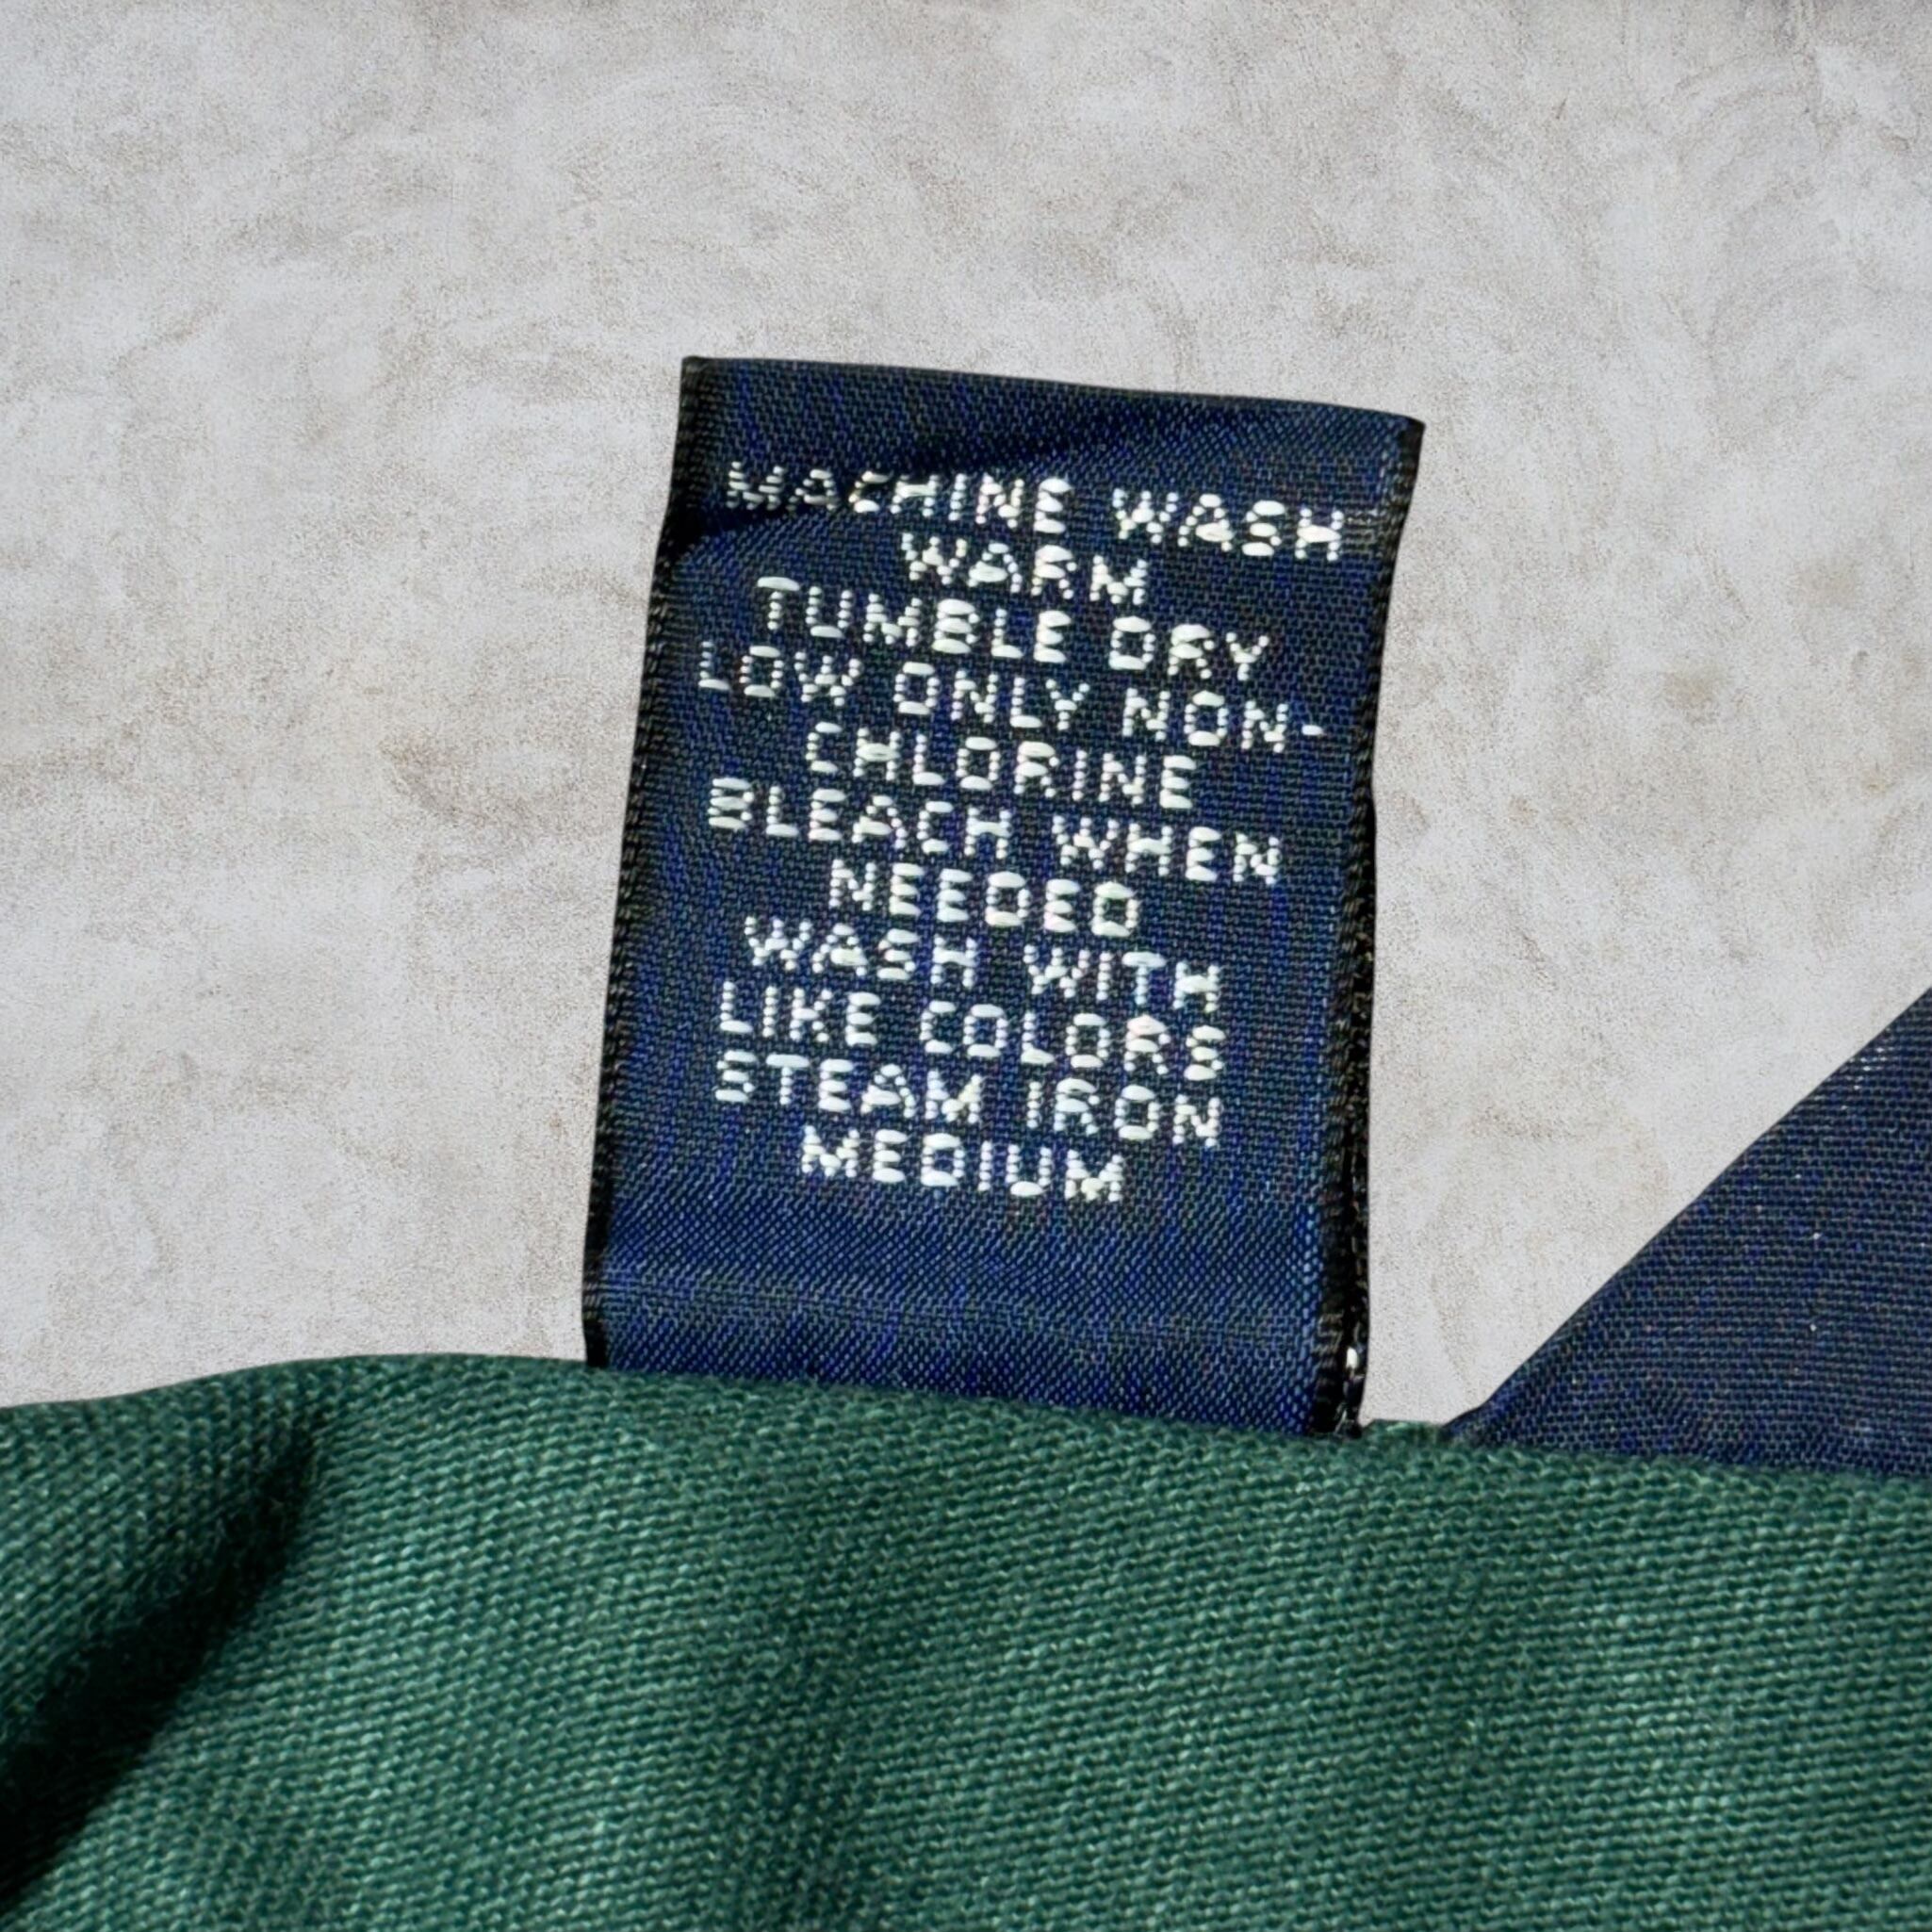 MACHINE WASH
WARM
TUMBLE DRY
LOW ONLY NON-
CHLORINE
BLEACH WHEN
NEEDED
WASH WITH
LIKE COLORS
STEAM IRON
MEDIUM